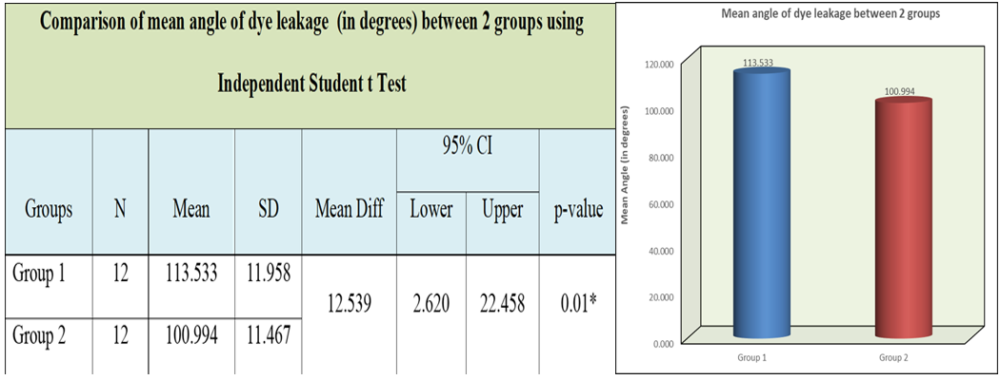 Comparison of mean angle of dye leakage (in degrees) between 2 groups using
Independent Student t Test
95% CI
Groups N Mean SD Mean Diff Lower Upper p-value
Group 1 12 113.533 11.958
12.539 2.620 22.458 0.01*
Group 2 12 100.994 11.467
Mean angle of dye leakage between 2 groups
Mean Angle (in degrees)
120.000
100.000
80.000
60.000
40.000
20.000
0.000
113.533
100.994
Group 1 Group 2